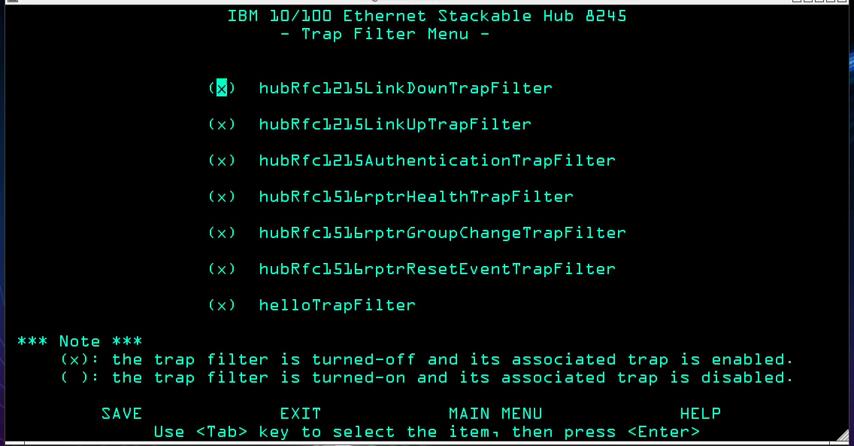 IBM 10/100 Ethernet Stackable Hub 8245
- Trap Filter Menu -
(x) hubRfc1215LinkDownTrapFilter
(x) hubRfc1215LinkUpTrapFilter
(x) hubRfc1215AuthenticationTrapFilter
(x) hubRfc1516rptrHealthTrapFilter
(x) hubRfc1516rptrGroupChangeTrapFilter
(x) hubRfc1516rptrResetEventTrapFilter
(x) helloTrapFilter
*** Note ***
(x): the trap filter is turned-off and its associated trap is enabled.
( ): the trap filter is turned-on and its associated trap is disabled.
SAVE EXIT MAIN MENU HELP
Use <Tab> key to select the item, then press <Enter>